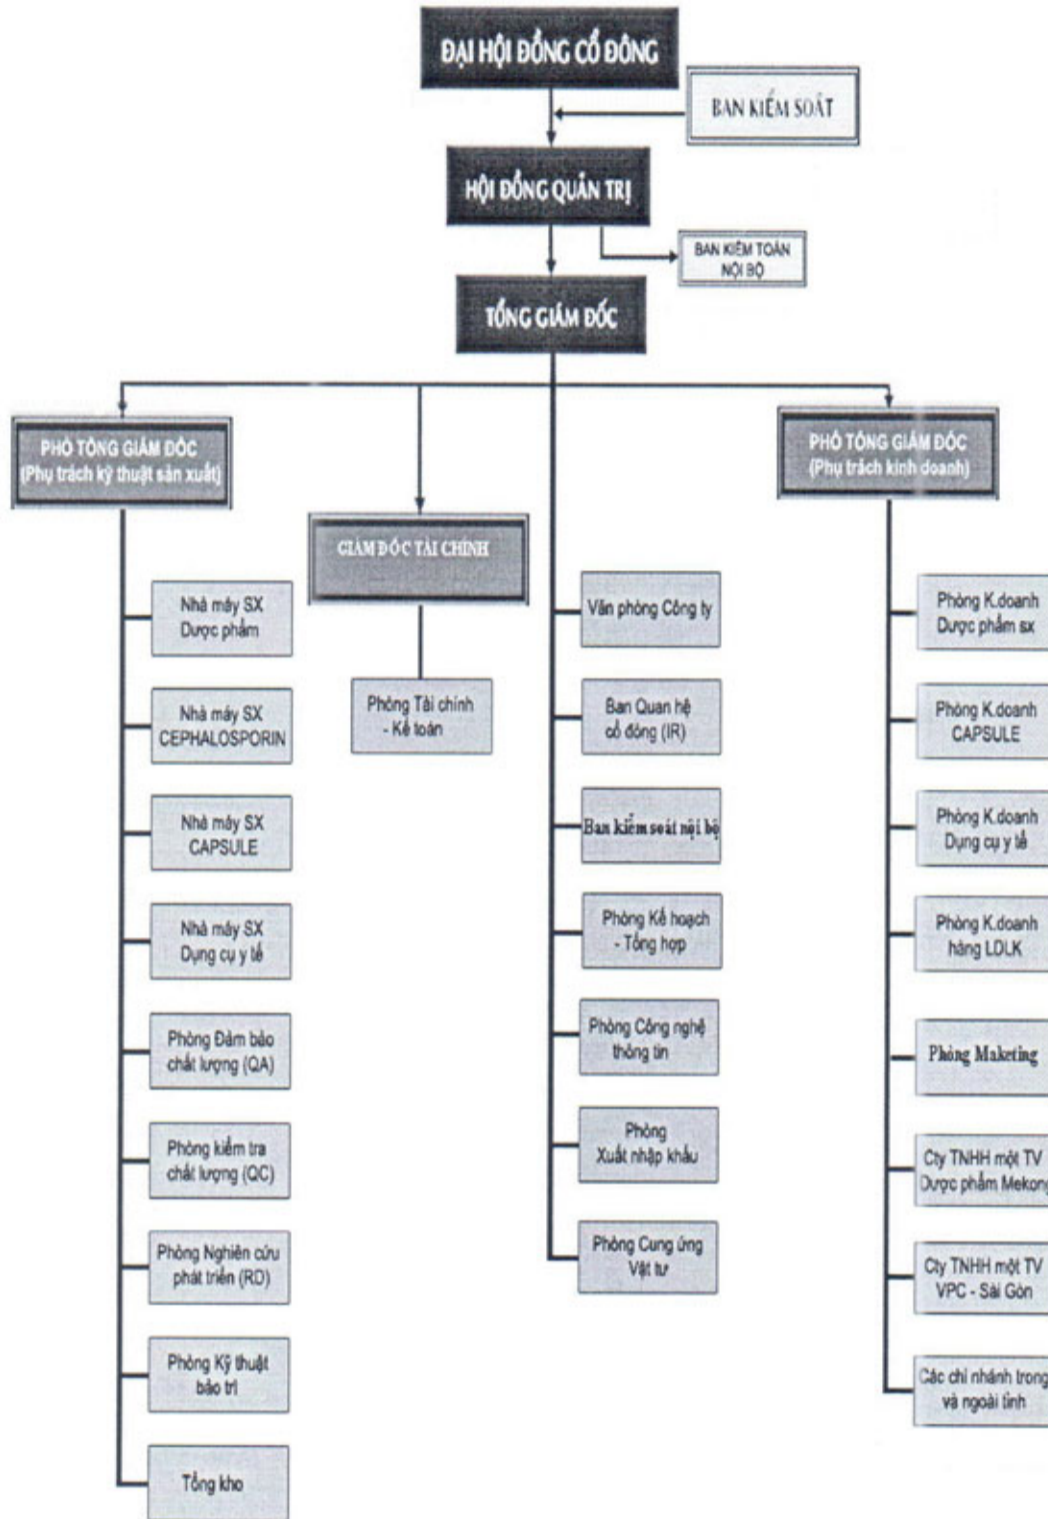 ĐẠI HỘI ĐỒNG CỔ ĐÔNG
BAN KIỂM SOÁT
HỘI ĐỒNG QUẢN TRỊ
BAN KIỂM TOÁN
NỘI BỘ
TỔNG GIÁM ĐỐC
PHÓ TỔNG GIÁM ĐỐC
(Phụ trách kỹ thuật sản xuất)
PHÓ TỔNG GIÁM ĐỐC
(Phụ trách kinh doanh)
GIÁM ĐỐC TÀI CHÍNH
Nhà máy SX
Dược phẩm
Nhà máy SX
CEPHALOSPORIN
Nhà máy SX
CAPSULE
Nhà máy SX
Dụng cụ y tế
Phòng Đảm bảo
chất lượng (QA)
Phòng kiểm tra
chất lượng (QC)
Phòng Nghiên cứu
phát triển (RD)
Phòng Kỹ thuật
bảo trì
Tổng kho
Phòng Tài chính
- Kế toán
Văn phòng Công ty
Ban Quan hệ
cổ đông (IR)
Ban kiểm soát nội bộ
Phòng Kế hoạch
- Tổng hợp
Phòng Công nghệ
thông tin
Phòng
Xuất nhập khẩu
Phòng Cung ứng
Vật tư
Phòng K.doanh
Dược phẩm sx
Phòng K.doanh
CAPSULE
Phòng K.doanh
Dụng cụ y tế
Phòng K.doanh
hàng LDLK
Phòng Maketing
Cty TNHH một TV
Dược phẩm Mekong
Cty TNHH một TV
VPC - Sài Gòn
Các chi nhánh trong
và ngoài tỉnh